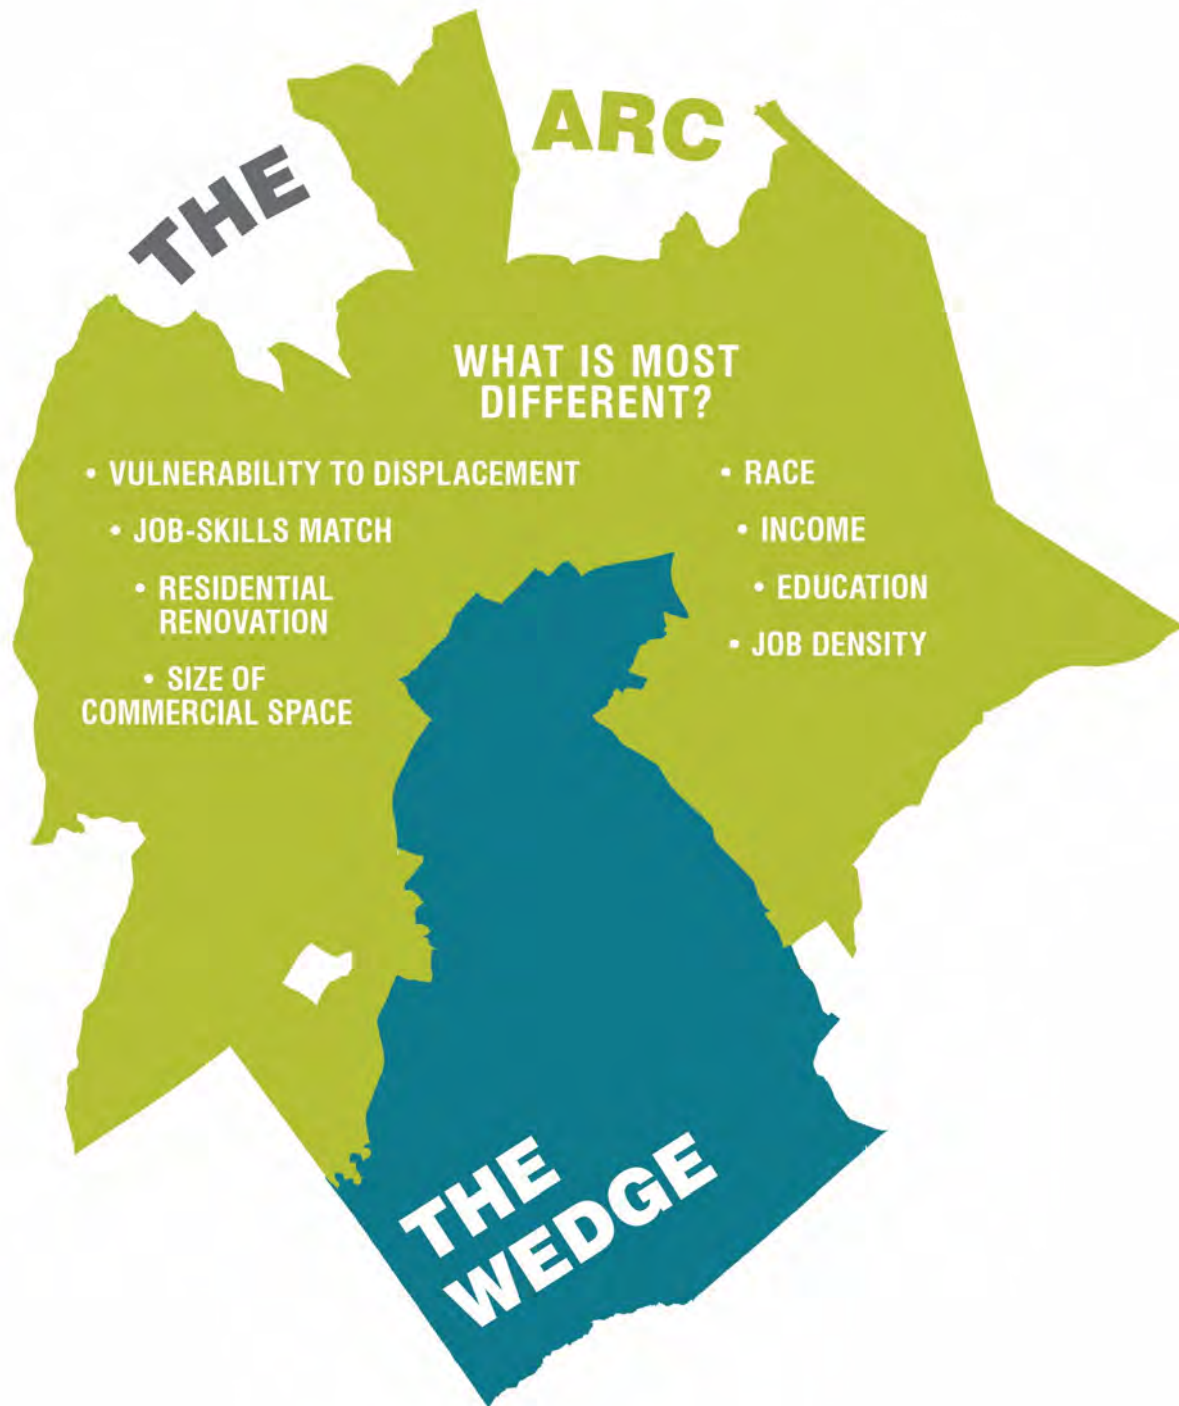 THE
ARC
WHAT IS MOST
DIFFERENT?
• VULNERABILITY TO DISPLACEMENT
• JOB-SKILLS MATCH
• RESIDENTIAL
RENOVATION
• SIZE OF
COMMERCIAL SPACE
• RACE
• INCOME
• EDUCATION
• JOB DENSITY
THE
WEDGE